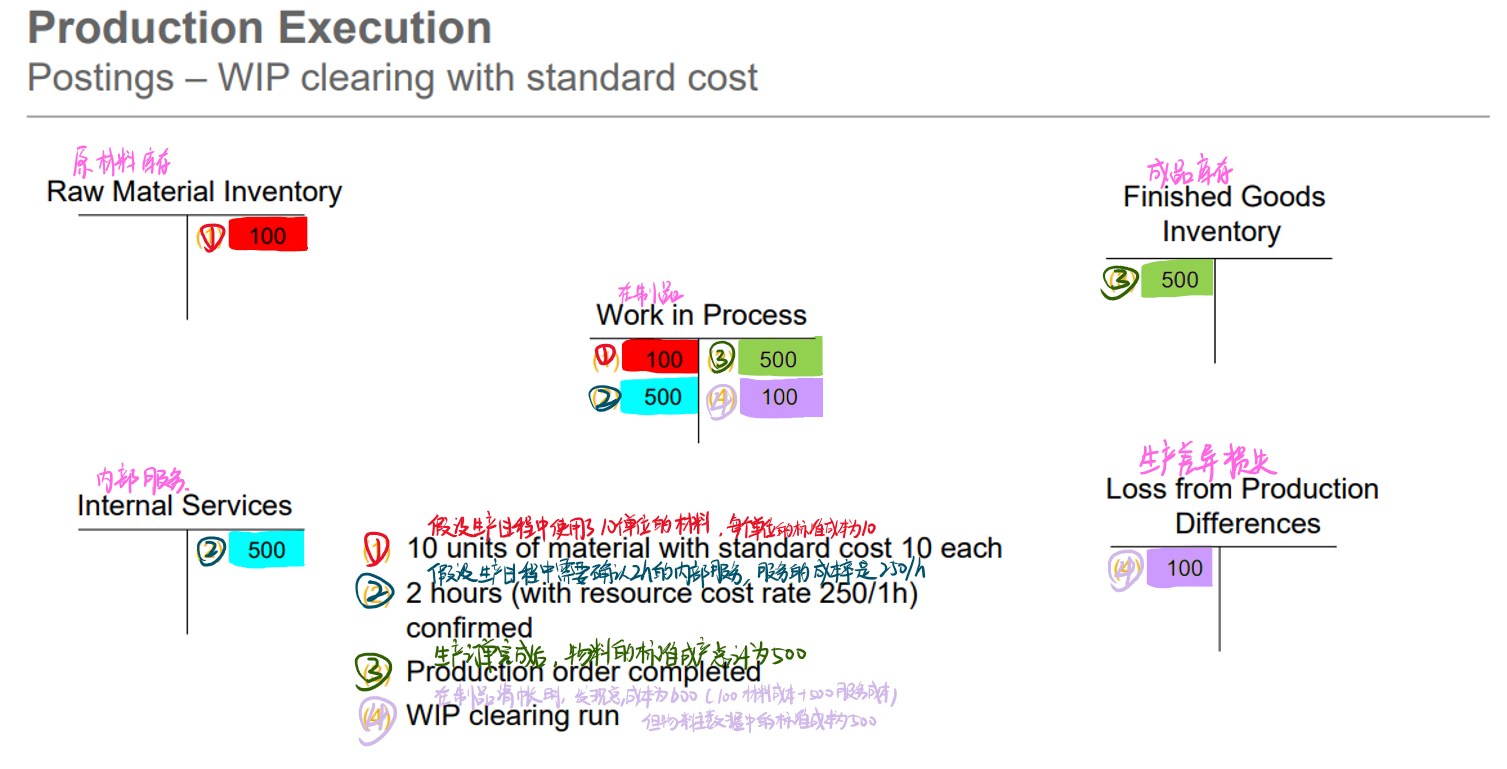 Production Execution
Postings – WIP clearing with standard cost
原材料库存
Raw Material Inventory
① 100
成品库存
Finished Goods
Inventory
③ 500
在制品
Work in Process
① 100 ③ 500
② 500 ④ 100
内部服务
Internal Services
② 500
生产差异损失
Loss from Production
Differences
④ 100
假设生产过程中使用了10单位的材料，每单位的标准成本为10
① 10 units of material with standard cost 10 each
假设生产过程中需要确认2h的内部服务，服务的成本率是250/h
② 2 hours (with resource cost rate 250/1h)
confirmed
生产订单完成后，物料的标准成本总计为500
③ Production order completed
在制品清帐时，发现总成本为600（100材料成本+500服务成本）
④ WIP clearing run
但物料主数据中的标准成本为500